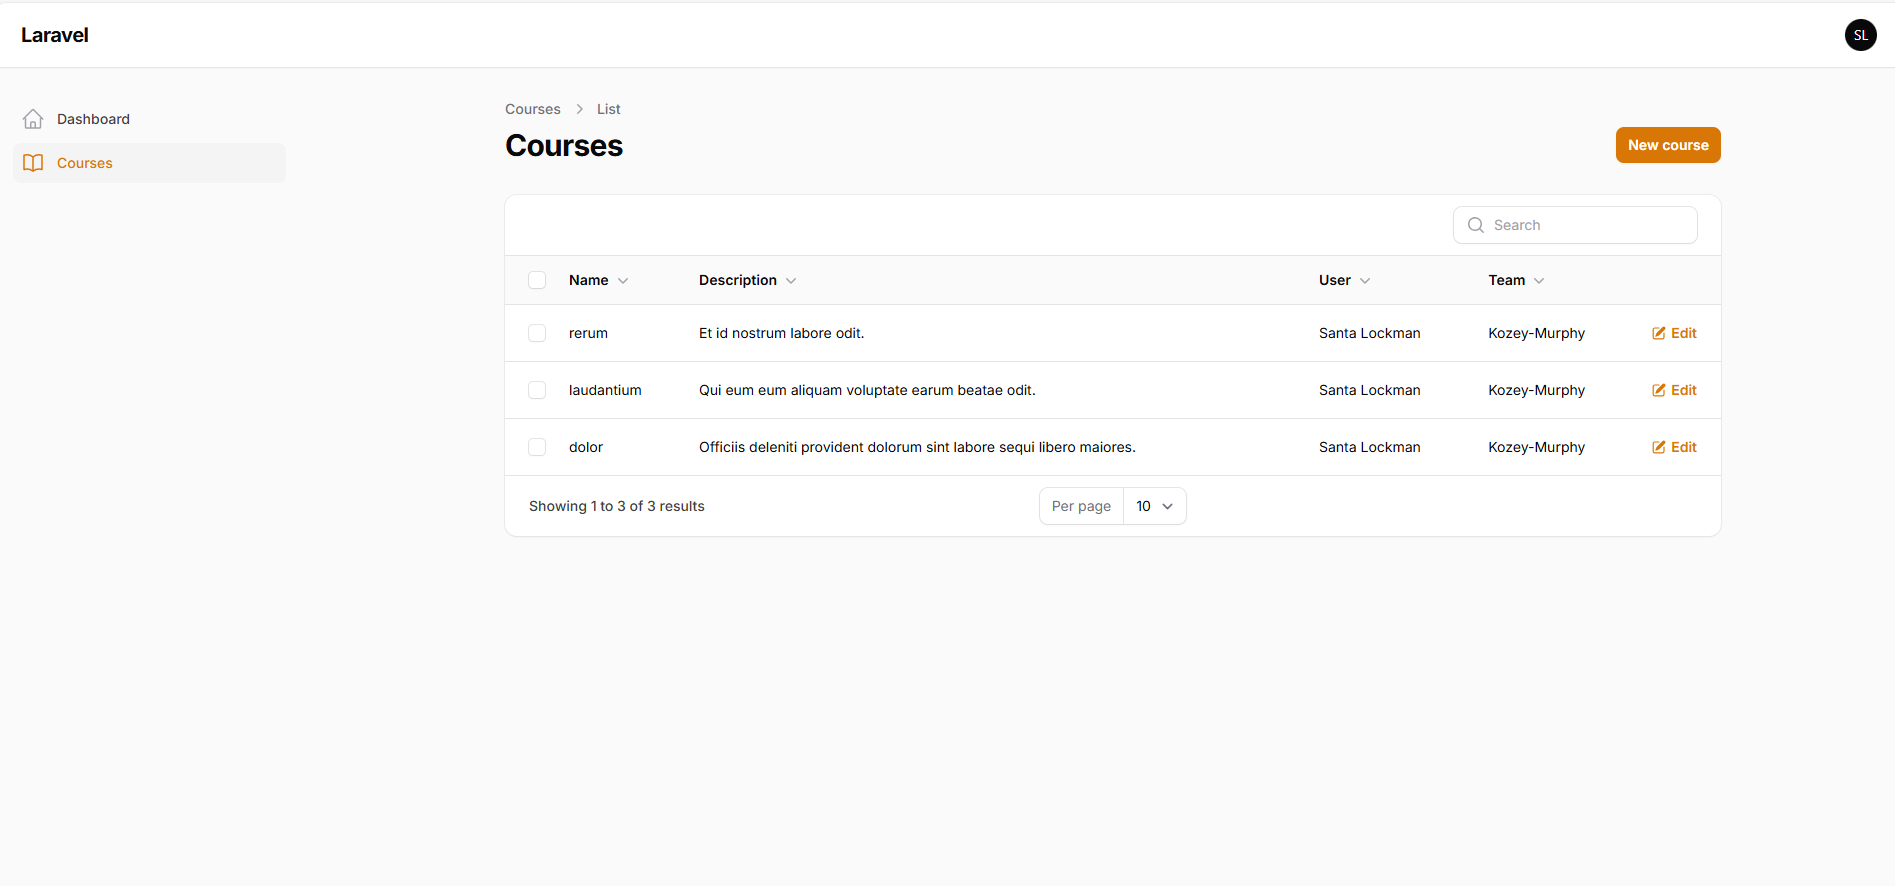 Laravel
SL
Dashboard
Courses
Courses > List
Courses
New course
Search
Name Description User Team
rerum Et id nostrum labore odit. Santa Lockman Kozey-Murphy Edit
laudantium Qui eum eum aliquam voluptate earum beatae odit. Santa Lockman Kozey-Murphy Edit
dolor Officiis deleniti provident dolorum sint labore sequi libero maiores. Santa Lockman Kozey-Murphy Edit
Showing 1 to 3 of 3 results Per page 10